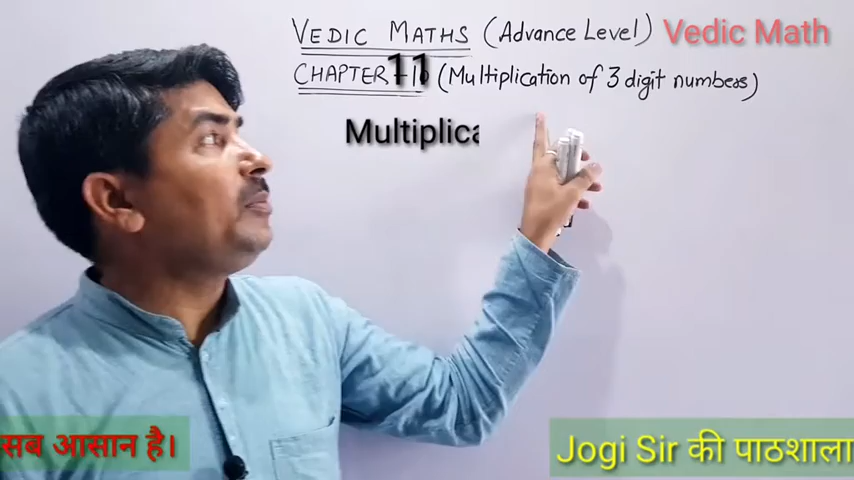 VEDIC MATHS (Advance Level)
Vedic Math
CHAPTER - 11 (Multiplication of 3 digit numbers)
Multiplica
सब आसान है।
Jogi Sir की पाठशाला